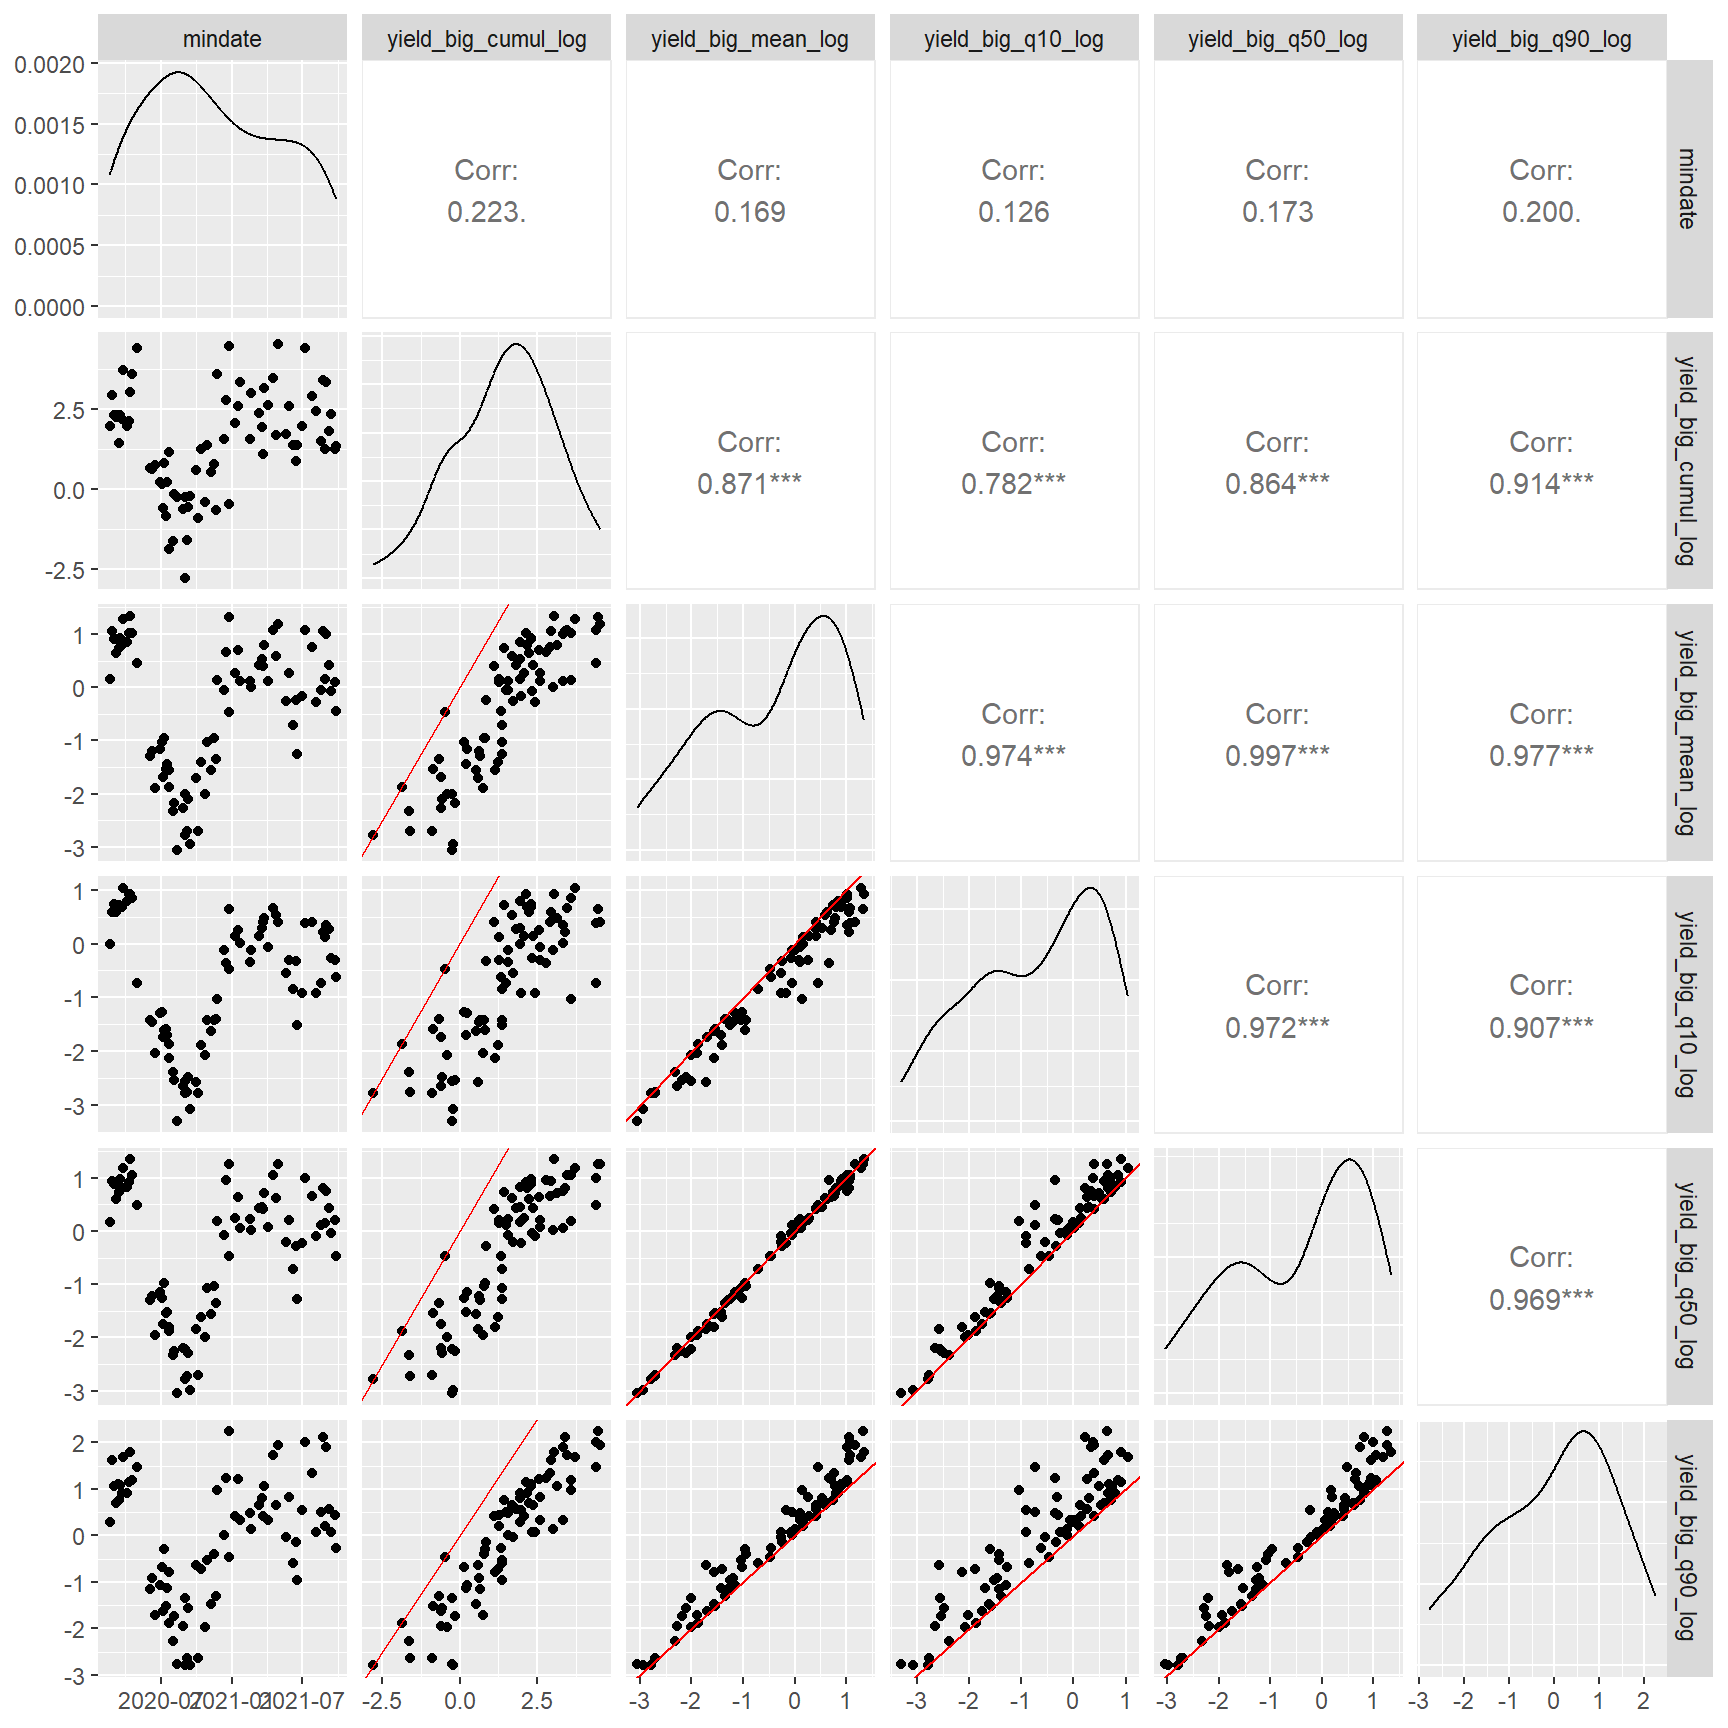 mindate yield_big_cumul_log yield_big_mean_log yield_big_q10_log yield_big_q50_log yield_big_q90_log
0.0020
0.0015
0.0010
0.0005
0.0000
Corr:
0.223.
Corr:
0.169
Corr:
0.126
Corr:
0.173
Corr:
0.200.
mindate
2.5
0.0
-2.5
Corr:
0.871***
Corr:
0.782***
Corr:
0.864***
Corr:
0.914***
yield_big_cumul_log
1
0
-1
-2
-3
Corr:
0.974***
Corr:
0.997***
Corr:
0.977***
yield_big_mean_log
1
0
-1
-2
-3
Corr:
0.972***
Corr:
0.907***
yield_big_q10_log
1
0
-1
-2
-3
Corr:
0.969***
yield_big_q50_log
2
1
0
-1
-2
-3
yield_big_q90_log
2020-07 2021-01 2021-07
-2.5 0.0 2.5
-3 -2 -1 0 1
-3 -2 -1 0 1
-3 -2 -1 0 1
-3 -2 -1 0 1 2